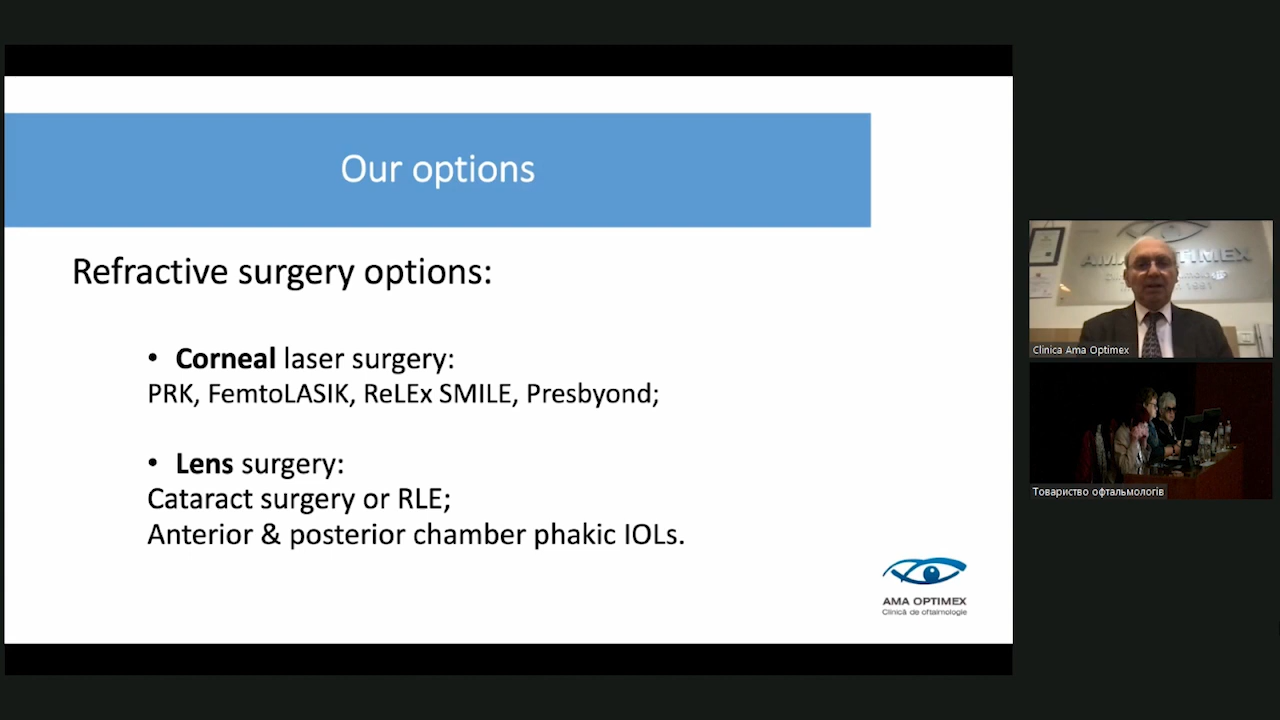 Our options
Refractive surgery options:
• Corneal laser surgery:
PRK, FemtoLASIK, ReLEx SMILE, Presbyond;
• Lens surgery:
Cataract surgery or RLE;
Anterior & posterior chamber phakic IOLs.
AMA OPTIMEX
Clinică de oftalmologie
AMA OPTIMEX
Clinica Ama Optimex
Товариство офтальмологів